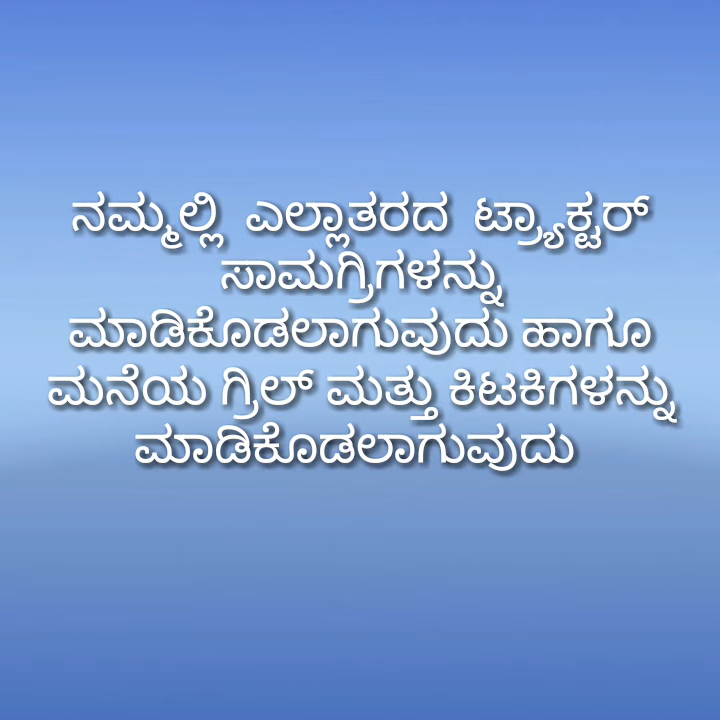 ನಮ್ಮಲ್ಲಿ ಎಲ್ಲಾತರದ ಟ್ರ್ಯಾಕ್ಟರ್
ಸಾಮಗ್ರಿಗಳನ್ನು
ಮಾಡಿಕೊಡಲಾಗುವುದು ಹಾಗೂ
ಮನೆಯ ಗ್ರಿಲ್ ಮತ್ತು ಕಿಟಕಿಗಳನ್ನು
ಮಾಡಿಕೊಡಲಾಗುವುದು